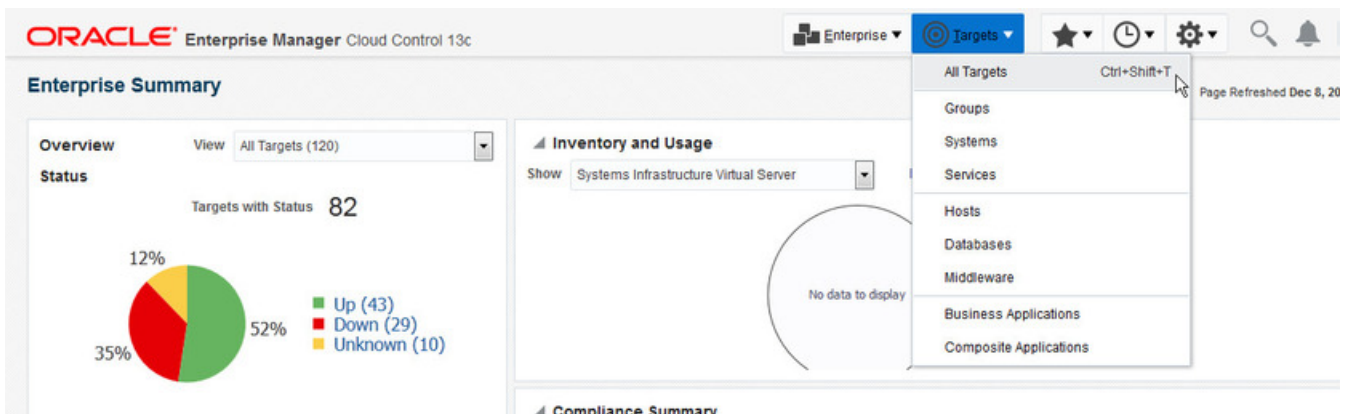 ORACLE Enterprise Manager Cloud Control 13c
Enterprise
Targets
Enterprise Summary
Page Refreshed Dec 8, 20
All Targets Ctrl+Shift+T
Groups
Systems
Services
Hosts
Databases
Middleware
Business Applications
Composite Applications
Overview View All Targets (120)
Status
Targets with Status 82
12%
52%
35%
Up (43)
Down (29)
Unknown (10)
Inventory and Usage
Show Systems Infrastructure Virtual Server
No data to display
Compliance Summary